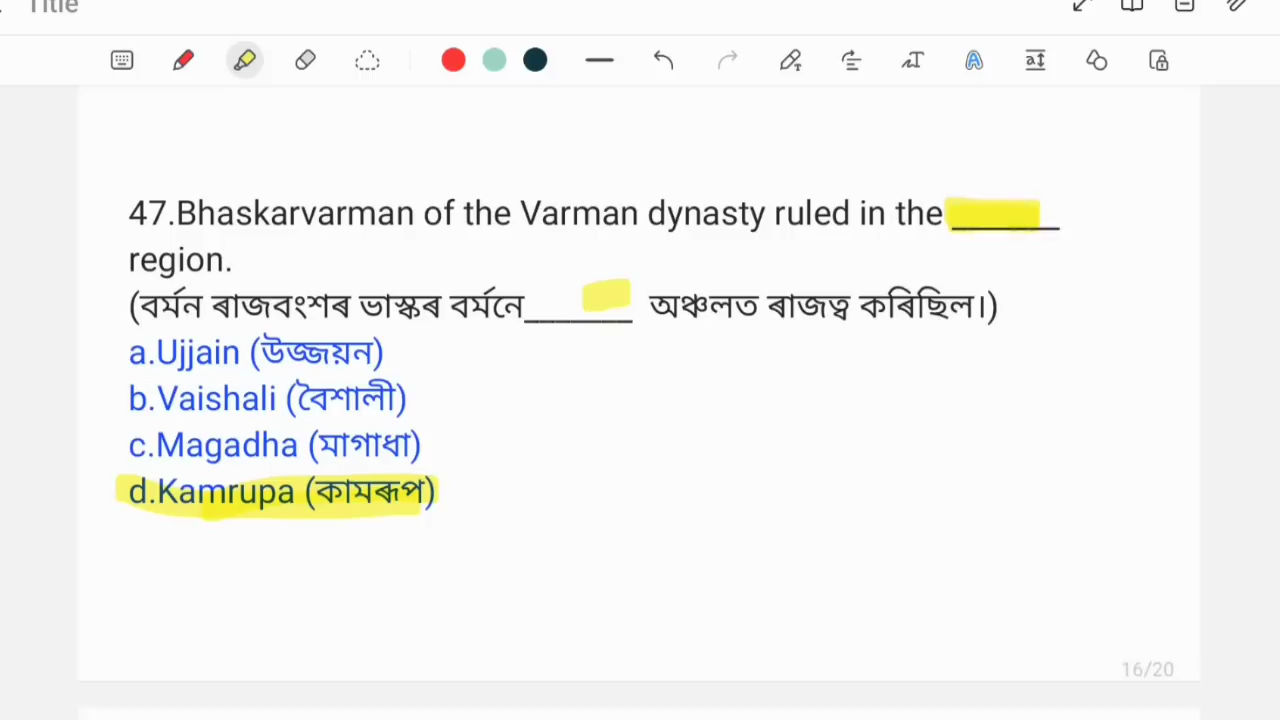 Title
47.Bhaskarvarman of the Varman dynasty ruled in the ______
region.
(বৰ্মন ৰাজবংশৰ ভাস্কৰ বৰ্মনে______ অঞ্চলত ৰাজত্ব কৰিছিল।)
a.Ujjain (উজ্জয়ন)
b.Vaishali (বৈশালী)
c.Magadha (মাগাধা)
d.Kamrupa (কামৰূপ)
16/20